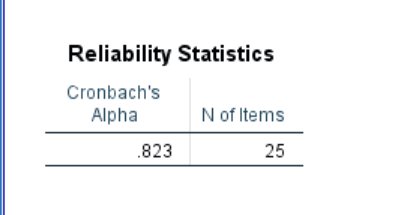 Reliability Statistics
Cronbach's
Alpha N of Items
.823 25